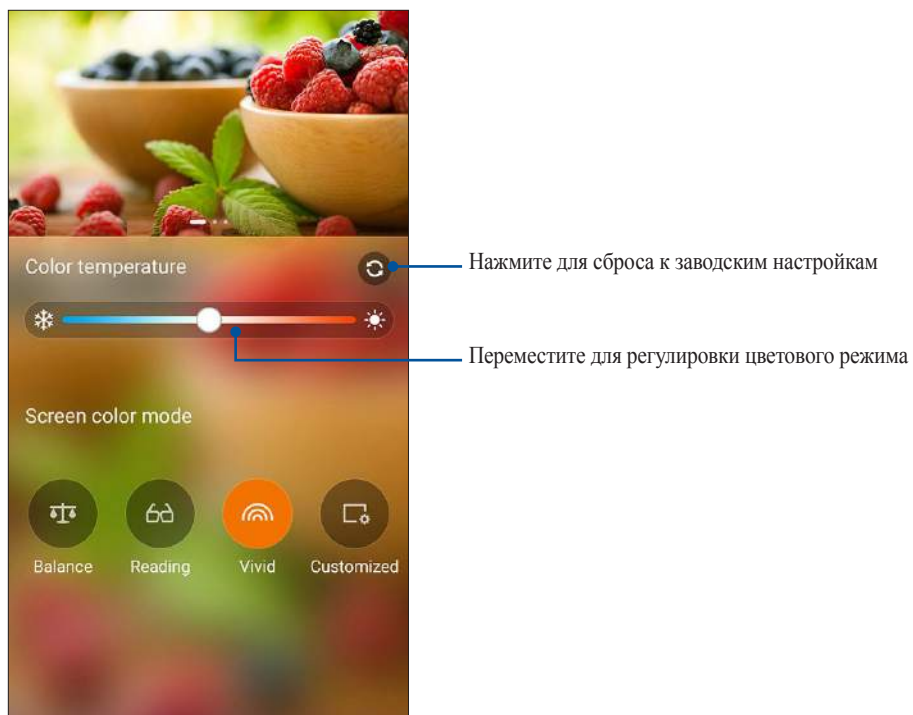 Color temperature
Нажмите для сброса к заводским настройкам
Переместите для регулировки цветового режима
Screen color mode
Balance Reading Vivid Customized